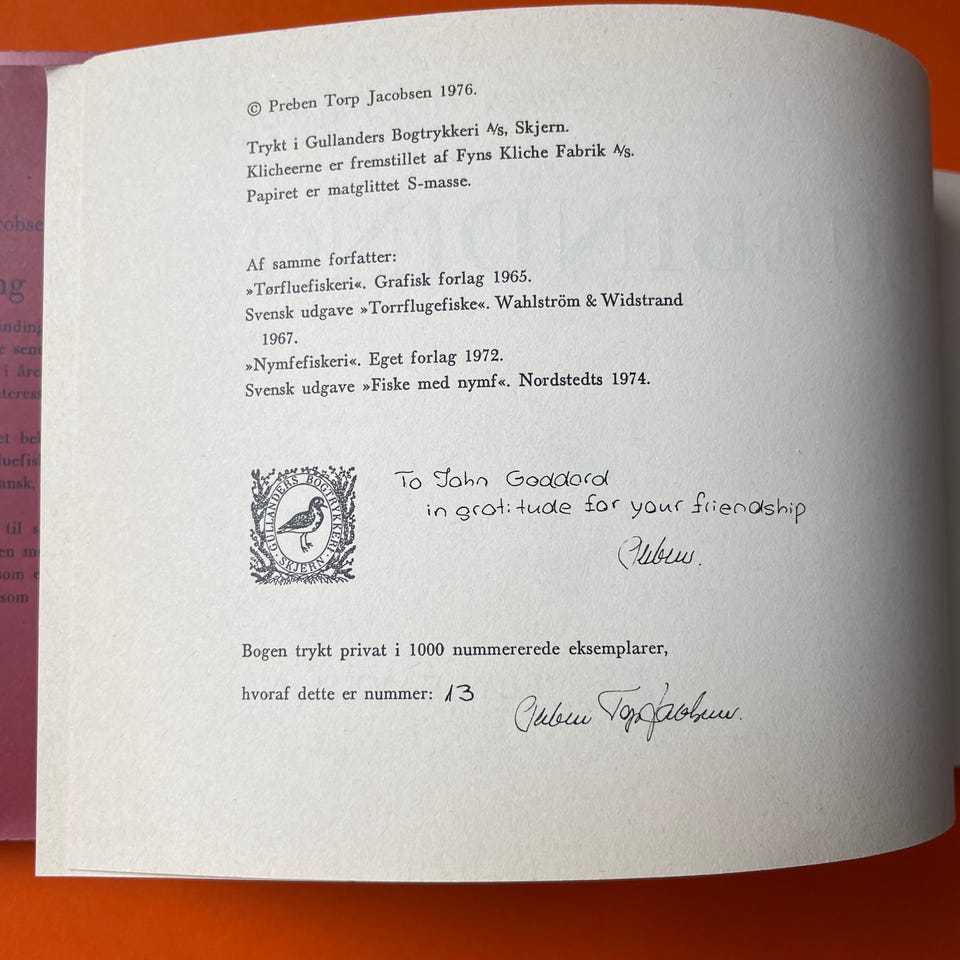 © Preben Torp Jacobsen 1976.
Trykt i Gullanders Bogtrykkeri A/s, Skjern.
Klicheerne er fremstillet af Fyns Kliche Fabrik A/s.
Papiret er matglittet S-masse.
Af samme forfatter:
»Tørfluefiskeri«. Grafisk forlag 1965.
Svensk udgave »Torrflugefiske«. Wahlström & Widstrand
1967.
»Nymfefiskeri«. Eget forlag 1972.
Svensk udgave »Fiske med nymf«. Nordstedts 1974.
GULLANDERS BOGTRYKKERI · SKJERN ·
To John Goddard
in gratitude for your friendship
Preben.
Bogen trykt privat i 1000 nummererede eksemplarer,
hvoraf dette er nummer: 13
Preben Torp Jacobsen.